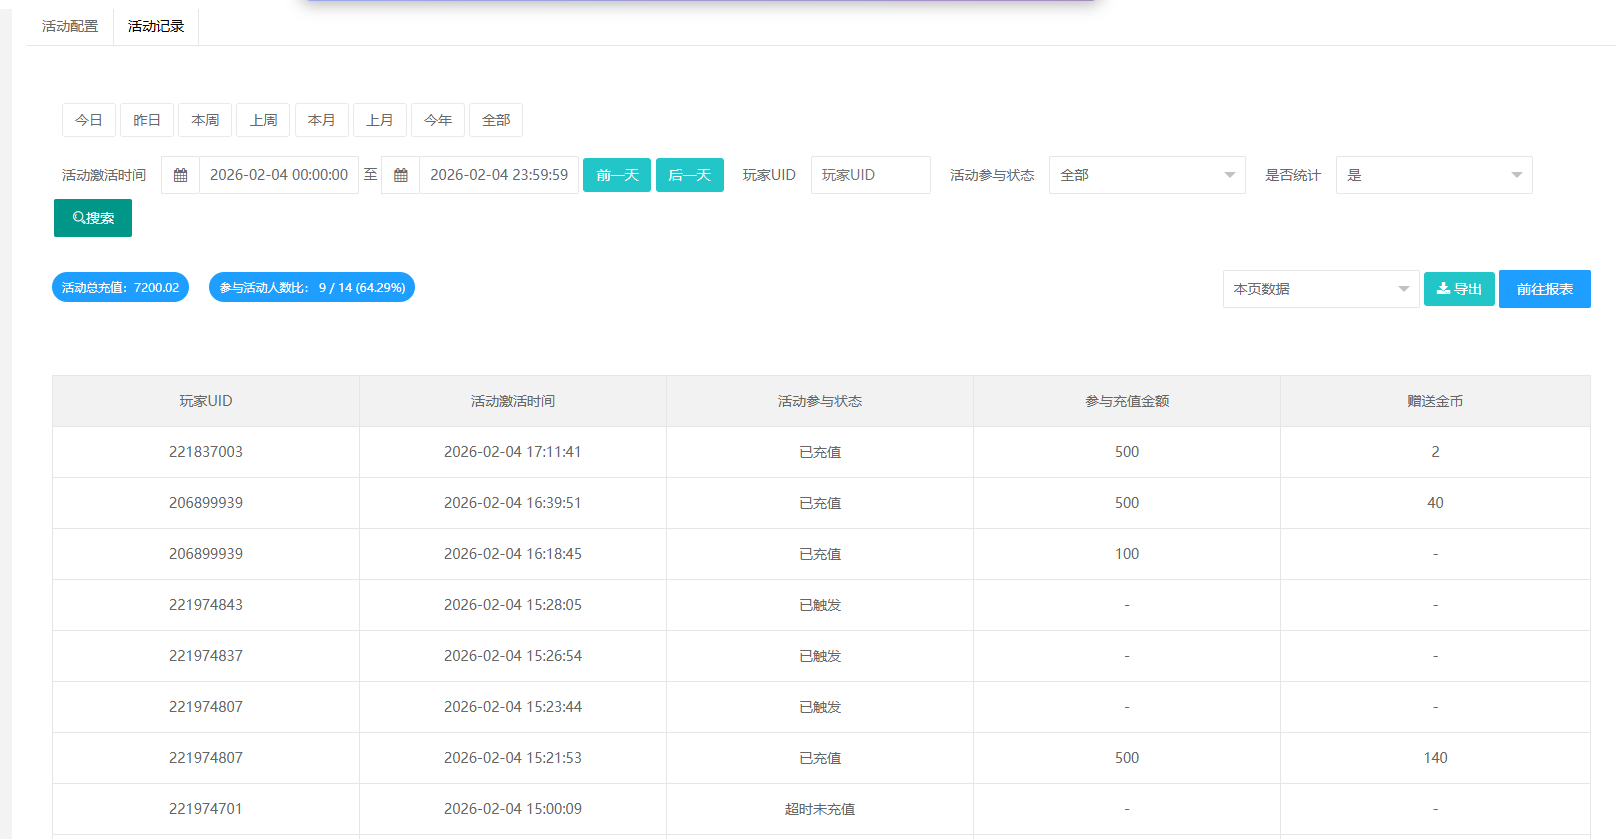 活动配置 活动记录
今日 昨日 本周 上周 本月 上月 今年 全部
活动激活时间 2026-02-04 00:00:00 至 2026-02-04 23:59:59 前一天 后一天 玩家UID 玩家UID 活动参与状态 全部 是否统计 是
搜索
活动总充值：7200.02 参与活动人数比： 9 / 14 (64.29%) 本页数据 导出 前往报表
玩家UID 活动激活时间 活动参与状态 参与充值金额 赠送金币
221837003 2026-02-04 17:11:41 已充值 500 2
206899939 2026-02-04 16:39:51 已充值 500 40
206899939 2026-02-04 16:18:45 已充值 100 -
221974843 2026-02-04 15:28:05 已触发 - -
221974837 2026-02-04 15:26:54 已触发 - -
221974807 2026-02-04 15:23:44 已触发 - -
221974807 2026-02-04 15:21:53 已充值 500 140
221974701 2026-02-04 15:00:09 超时未充值 - -